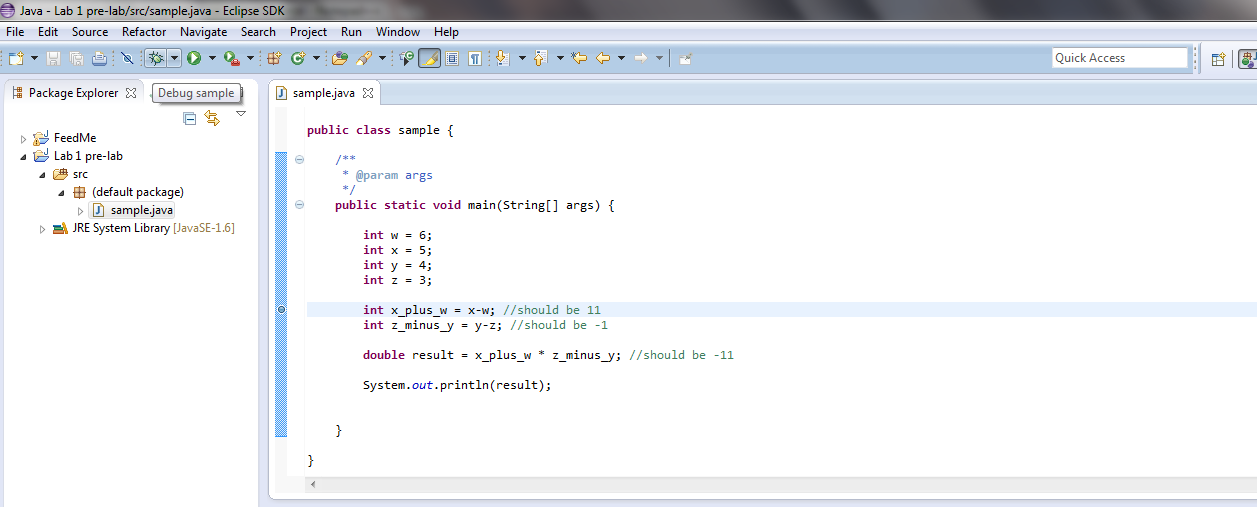 Java - Lab 1 pre-lab/src/sample.java - Eclipse SDK
File Edit Source Refactor Navigate Search Project Run Window Help
Quick Access
Package Explorer
Debug sample
sample.java
FeedMe
Lab 1 pre-lab
src
(default package)
sample.java
JRE System Library [JavaSE-1.6]
public class sample {
/**
* @param args
*/
public static void main(String[] args) {
int w = 6;
int x = 5;
int y = 4;
int z = 3;
int x_plus_w = x-w; //should be 11
int z_minus_y = y-z; //should be -1
double result = x_plus_w * z_minus_y; //should be -11
System.out.println(result);
}
}